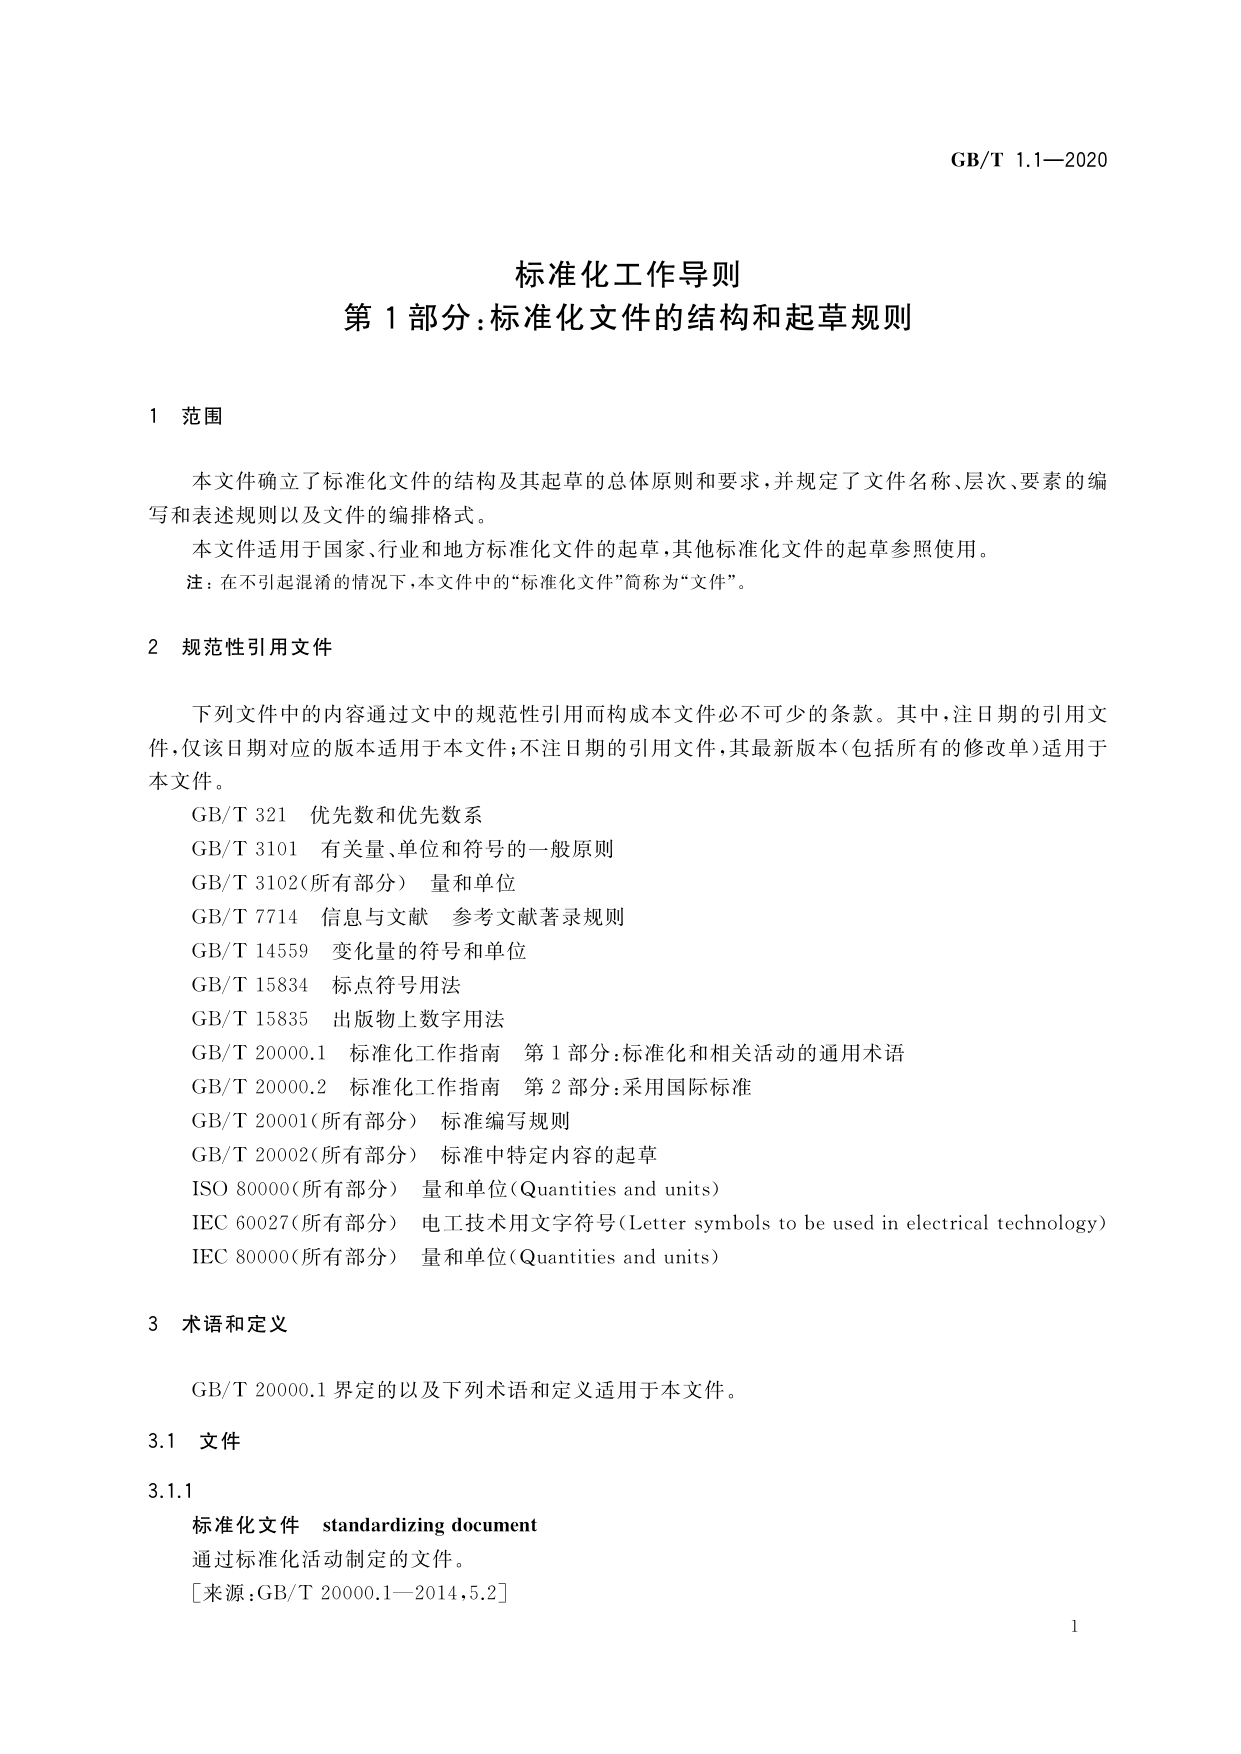 GB/T 1.1—2020
标准化工作导则
第 1 部分:标准化文件的结构和起草规则
1 范围
本文件确立了标准化文件的结构及其起草的总体原则和要求,并规定了文件名称、层次、要素的编
写和表述规则以及文件的编排格式。
本文件适用于国家、行业和地方标准化文件的起草,其他标准化文件的起草参照使用。
注: 在不引起混淆的情况下,本文件中的“标准化文件”简称为“文件”。
2 规范性引用文件
下列文件中的内容通过文中的规范性引用而构成本文件必不可少的条款。其中,注日期的引用文
件,仅该日期对应的版本适用于本文件;不注日期的引用文件,其最新版本(包括所有的修改单)适用于
本文件。
GB/T 321 优先数和优先数系
GB/T 3101 有关量、单位和符号的一般原则
GB/T 3102(所有部分) 量和单位
GB/T 7714 信息与文献 参考文献著录规则
GB/T 14559 变化量的符号和单位
GB/T 15834 标点符号用法
GB/T 15835 出版物上数字用法
GB/T 20000.1 标准化工作指南 第 1 部分:标准化和相关活动的通用术语
GB/T 20000.2 标准化工作指南 第 2 部分:采用国际标准
GB/T 20001(所有部分) 标准编写规则
GB/T 20002(所有部分) 标准中特定内容的起草
ISO 80000(所有部分) 量和单位(Quantities and units)
IEC 60027(所有部分) 电工技术用文字符号(Letter symbols to be used in electrical technology)
IEC 80000(所有部分) 量和单位(Quantities and units)
3 术语和定义
GB/T 20000.1 界定的以及下列术语和定义适用于本文件。
3.1 文件
3.1.1
标准化文件 standardizing document
通过标准化活动制定的文件。
[来源:GB/T 20000.1—2014,5.2]
1